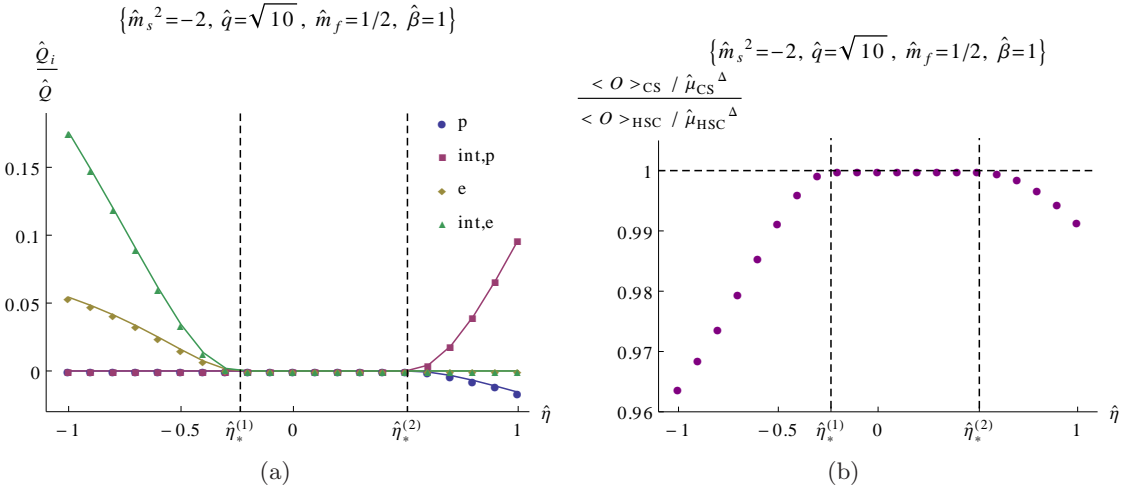 {m̂_s²=−2, q̂=√10, m̂_f=1/2, β̂=1}
Q̂_i
Q̂
p
int,p
e
int,e
0.15
0.1
0.05
0
−1
−0.5
η̂_*^(1)
0
η̂_*^(2)
1
η̂
(a)
{m̂_s²=−2, q̂=√10, m̂_f=1/2, β̂=1}
< O >_CS / μ̂_CS^Δ
< O >_HSC / μ̂_HSC^Δ
1
0.99
0.98
0.97
0.96
−1
−0.5
η̂_*^(1)
0
η̂_*^(2)
1
η̂
(b)